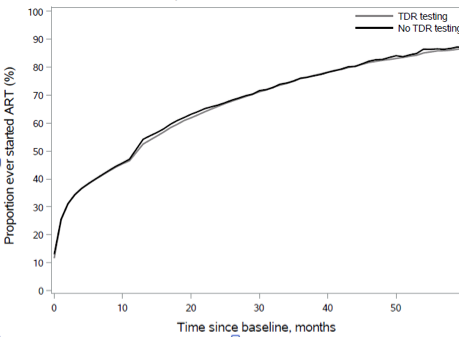 TDR testing
No TDR testing
Proportion ever started ART (%)
100
90
80
70
60
50
40
30
20
10
0
0 10 20 30 40 50
Time since baseline, months